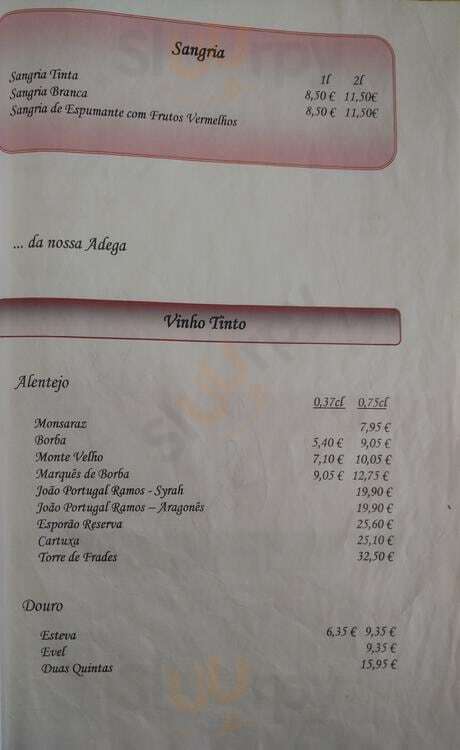 Sangria
1l 2l
Sangria Tinta 8,50 € 11,50€
Sangria Branca 8,50 € 11,50€
Sangria de Espumante com Frutos Vermelhos
... da nossa Adega
Vinho Tinto
Alentejo
0,37cl 0,75cl
Monsaraz 7,95 €
Borba 5,40 € 9,05 €
Monte Velho 7,10 € 10,05 €
Marquês de Borba 9,05 € 12,75 €
João Portugal Ramos - Syrah 19,90 €
João Portugal Ramos – Aragonês 19,90 €
Esporão Reserva 25,60 €
Cartuxa 25,10 €
Torre de Frades 32,50 €
Douro
Esteva 6,35 € 9,35 €
Evel 9,35 €
Duas Quintas 15,95 €